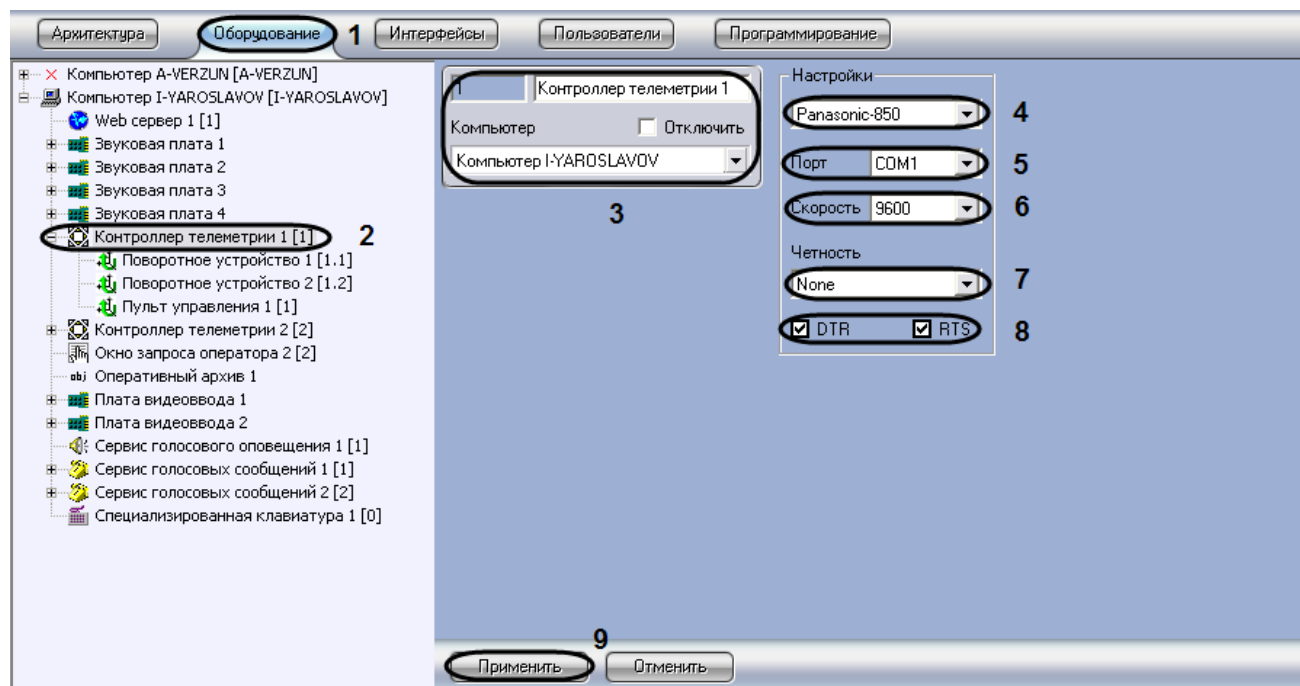 Архитектура Оборудование 1 Интерфейсы Пользователи Программирование
Компьютер A-VERZUN [A-VERZUN]
Компьютер I-YAROSLAVOV [I-YAROSLAVOV]
Web сервер 1 [1]
Звуковая плата 1
Звуковая плата 2
Звуковая плата 3
Звуковая плата 4
Контроллер телеметрии 1 [1] 2
Поворотное устройство 1 [1.1]
Поворотное устройство 2 [1.2]
Пульт управления 1 [1]
Контроллер телеметрии 2 [2]
Окно запроса оператора 2 [2]
obj Оперативный архив 1
Плата видеоввода 1
Плата видеоввода 2
Сервис голосового оповещения 1 [1]
Сервис голосовых сообщений 1 [1]
Сервис голосовых сообщений 2 [2]
Специализированная клавиатура 1 [0]
1 Контроллер телеметрии 1
Компьютер Отключить
Компьютер I-YAROSLAVOV
3
Настройки
Panasonic-850 4
Порт COM1 5
Скорость 9600 6
Четность
None 7
DTR RTS 8
9
Применить Отменить